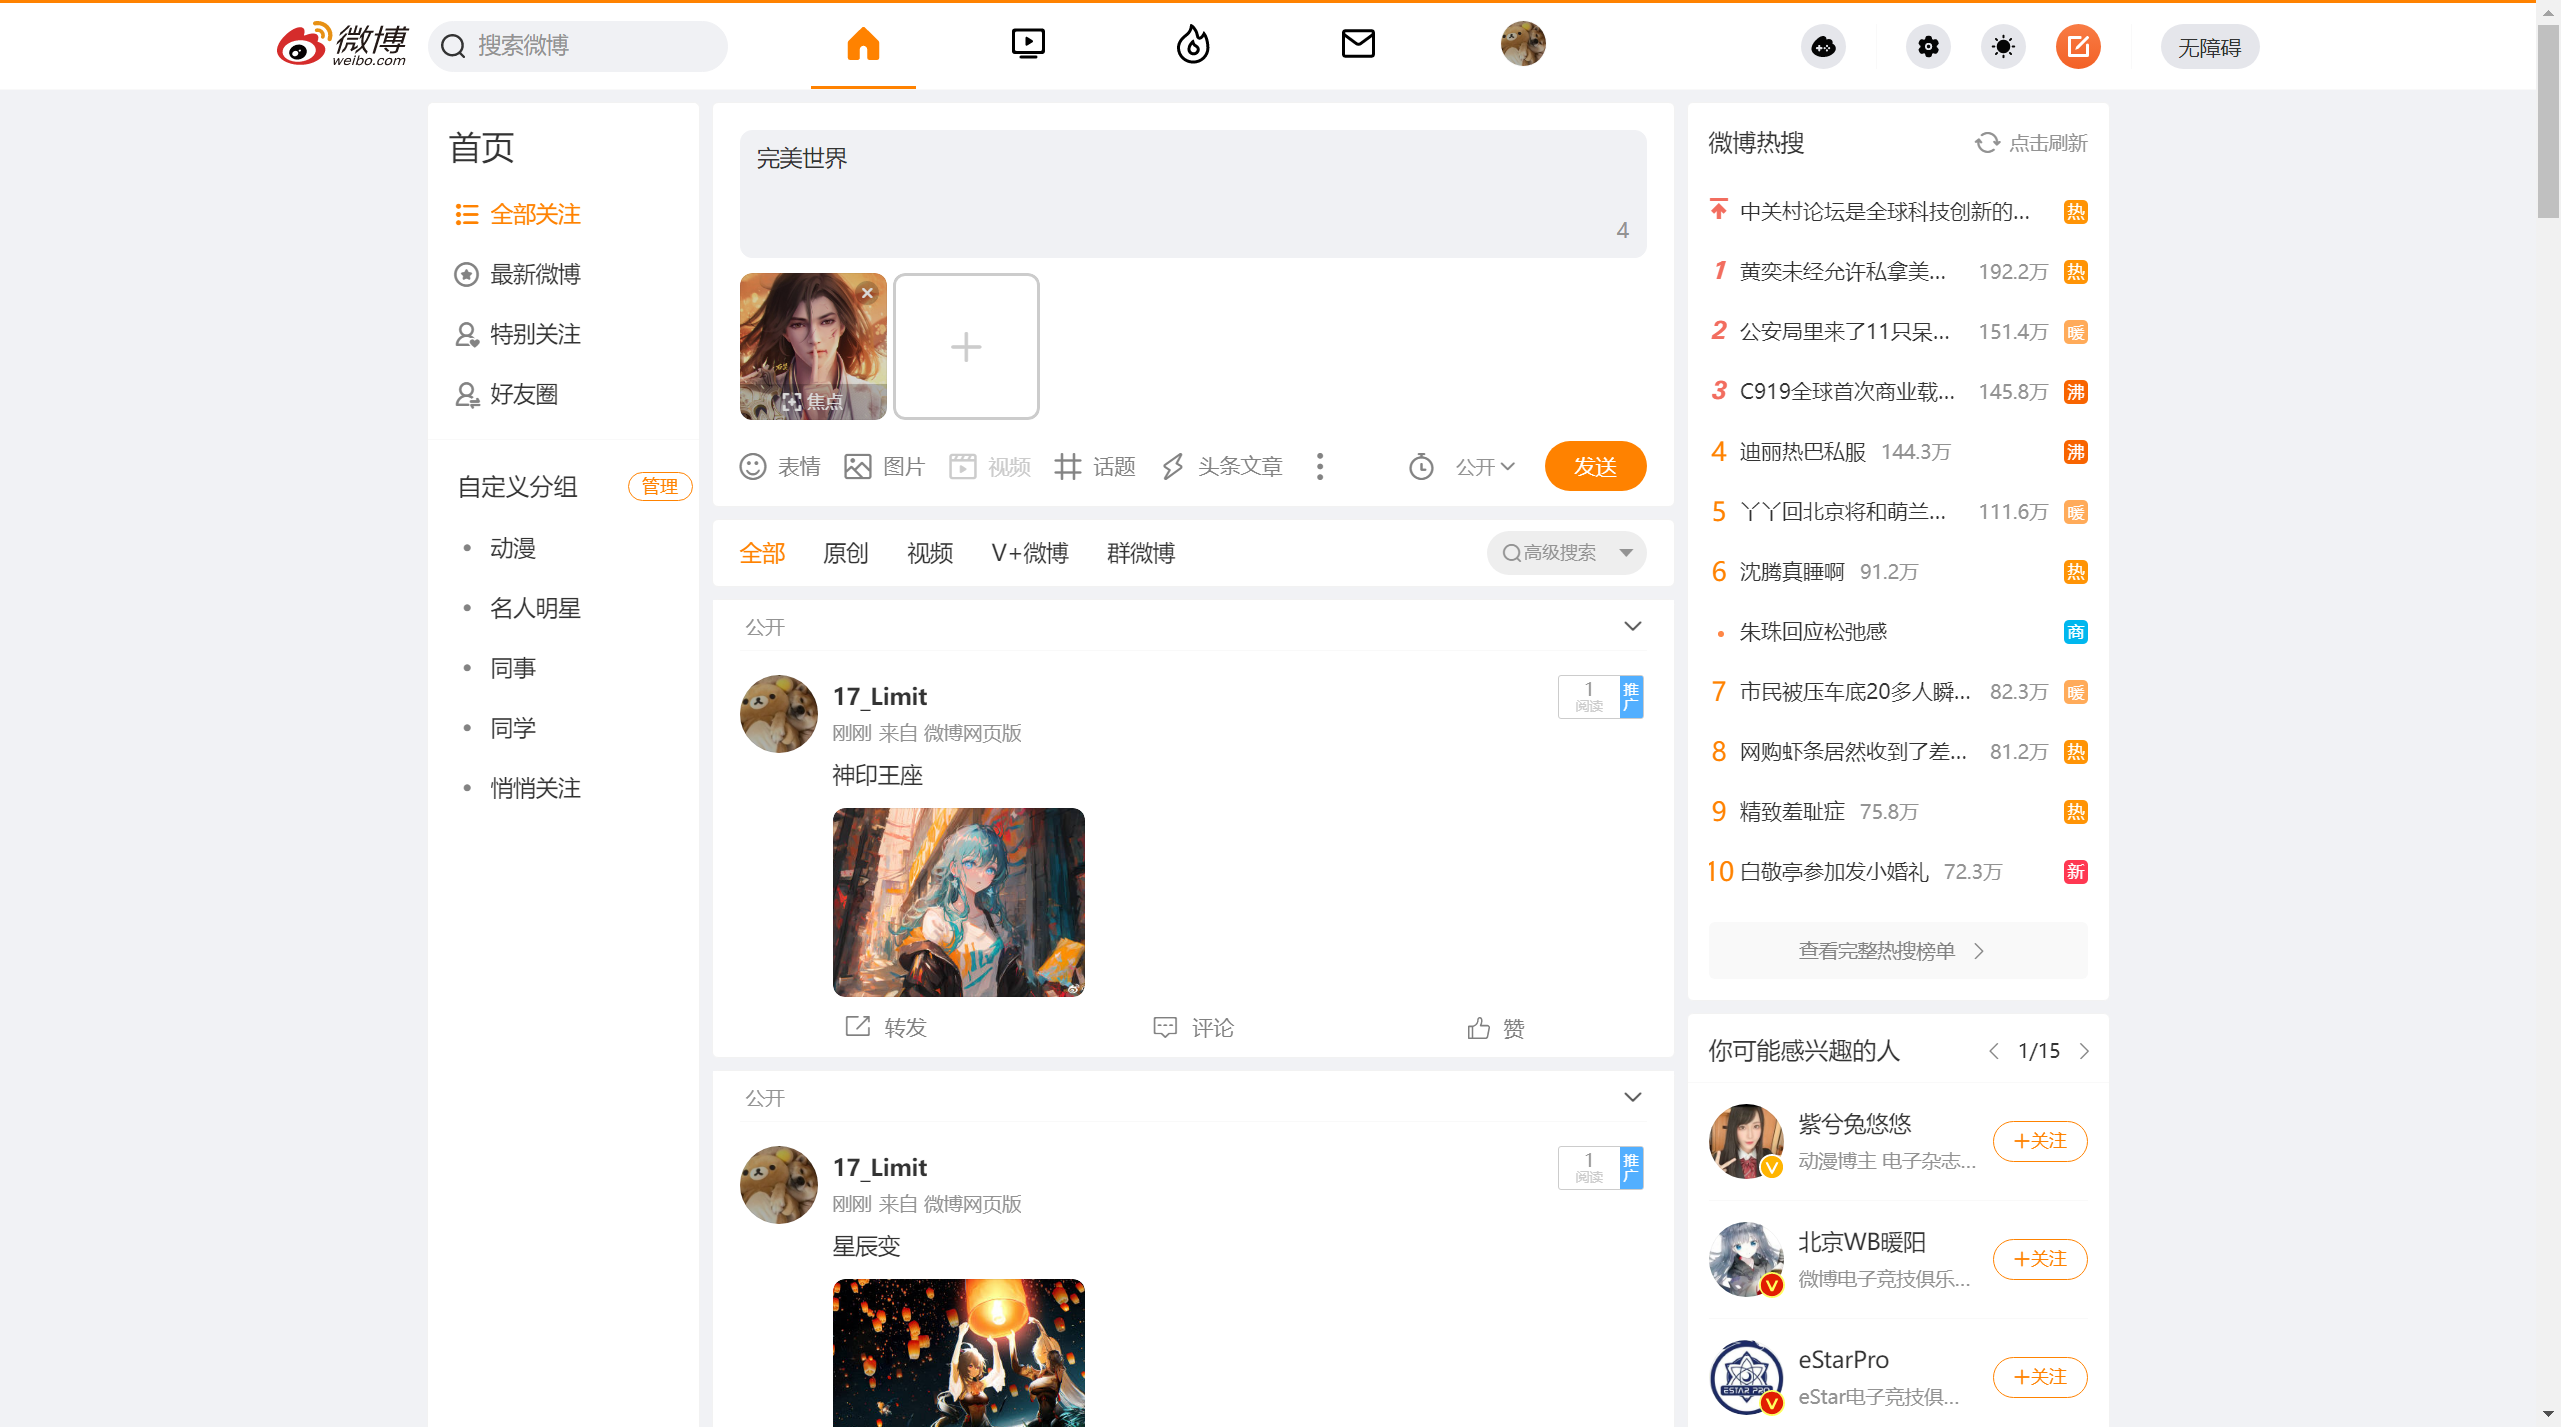 微博
weibo.com
搜索微博
无障碍
首页
全部关注
最新微博
特别关注
好友圈
自定义分组
管理
动漫
名人明星
同事
同学
悄悄关注
完美世界
4
焦点
表情
图片
视频
话题
头条文章
公开
发送
全部
原创
视频
V+微博
群微博
高级搜索
公开
17_Limit
刚刚 来自 微博网页版
1
阅读
推广
神印王座
转发
评论
赞
公开
17_Limit
刚刚 来自 微博网页版
1
阅读
推广
星辰变
微博热搜
点击刷新
中关村论坛是全球科技创新的... 热
1 黄奕未经允许私拿美... 192.2万 热
2 公安局里来了11只呆... 151.4万 暖
3 C919全球首次商业载... 145.8万 沸
4 迪丽热巴私服 144.3万 沸
5 丫丫回北京将和萌兰... 111.6万 暖
6 沈腾真睡啊 91.2万 热
朱珠回应松弛感 商
7 市民被压车底20多人瞬... 82.3万 暖
8 网购虾条居然收到了差... 81.2万 热
9 精致羞耻症 75.8万 热
10 白敬亭参加发小婚礼 72.3万 新
查看完整热搜榜单
你可能感兴趣的人
1/15
紫兮兔悠悠
动漫博主 电子杂志...
+关注
北京WB暖阳
微博电子竞技俱乐...
+关注
eStarPro
eStar电子竞技俱...
+关注
ESTAR PRO